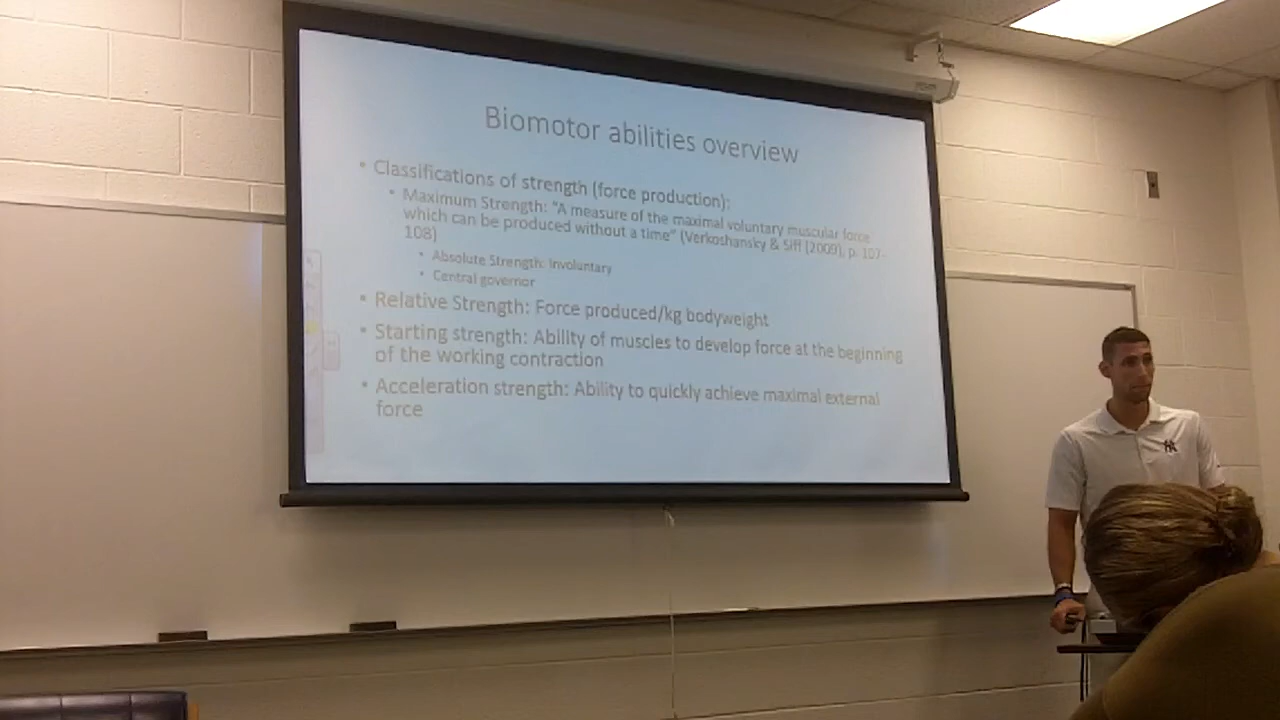 Biomotor abilities overview
• Classifications of strength (force production):
• Maximum Strength: "A measure of the maximal voluntary muscular force
which can be produced without a time" (Verkoshansky & Siff (2009), p. 107-
108)
• Absolute Strength: Involuntary
• Central governor
• Relative Strength: Force produced/kg bodyweight
• Starting strength: Ability of muscles to develop force at the beginning
of the working contraction
• Acceleration strength: Ability to quickly achieve maximal external
force
NY